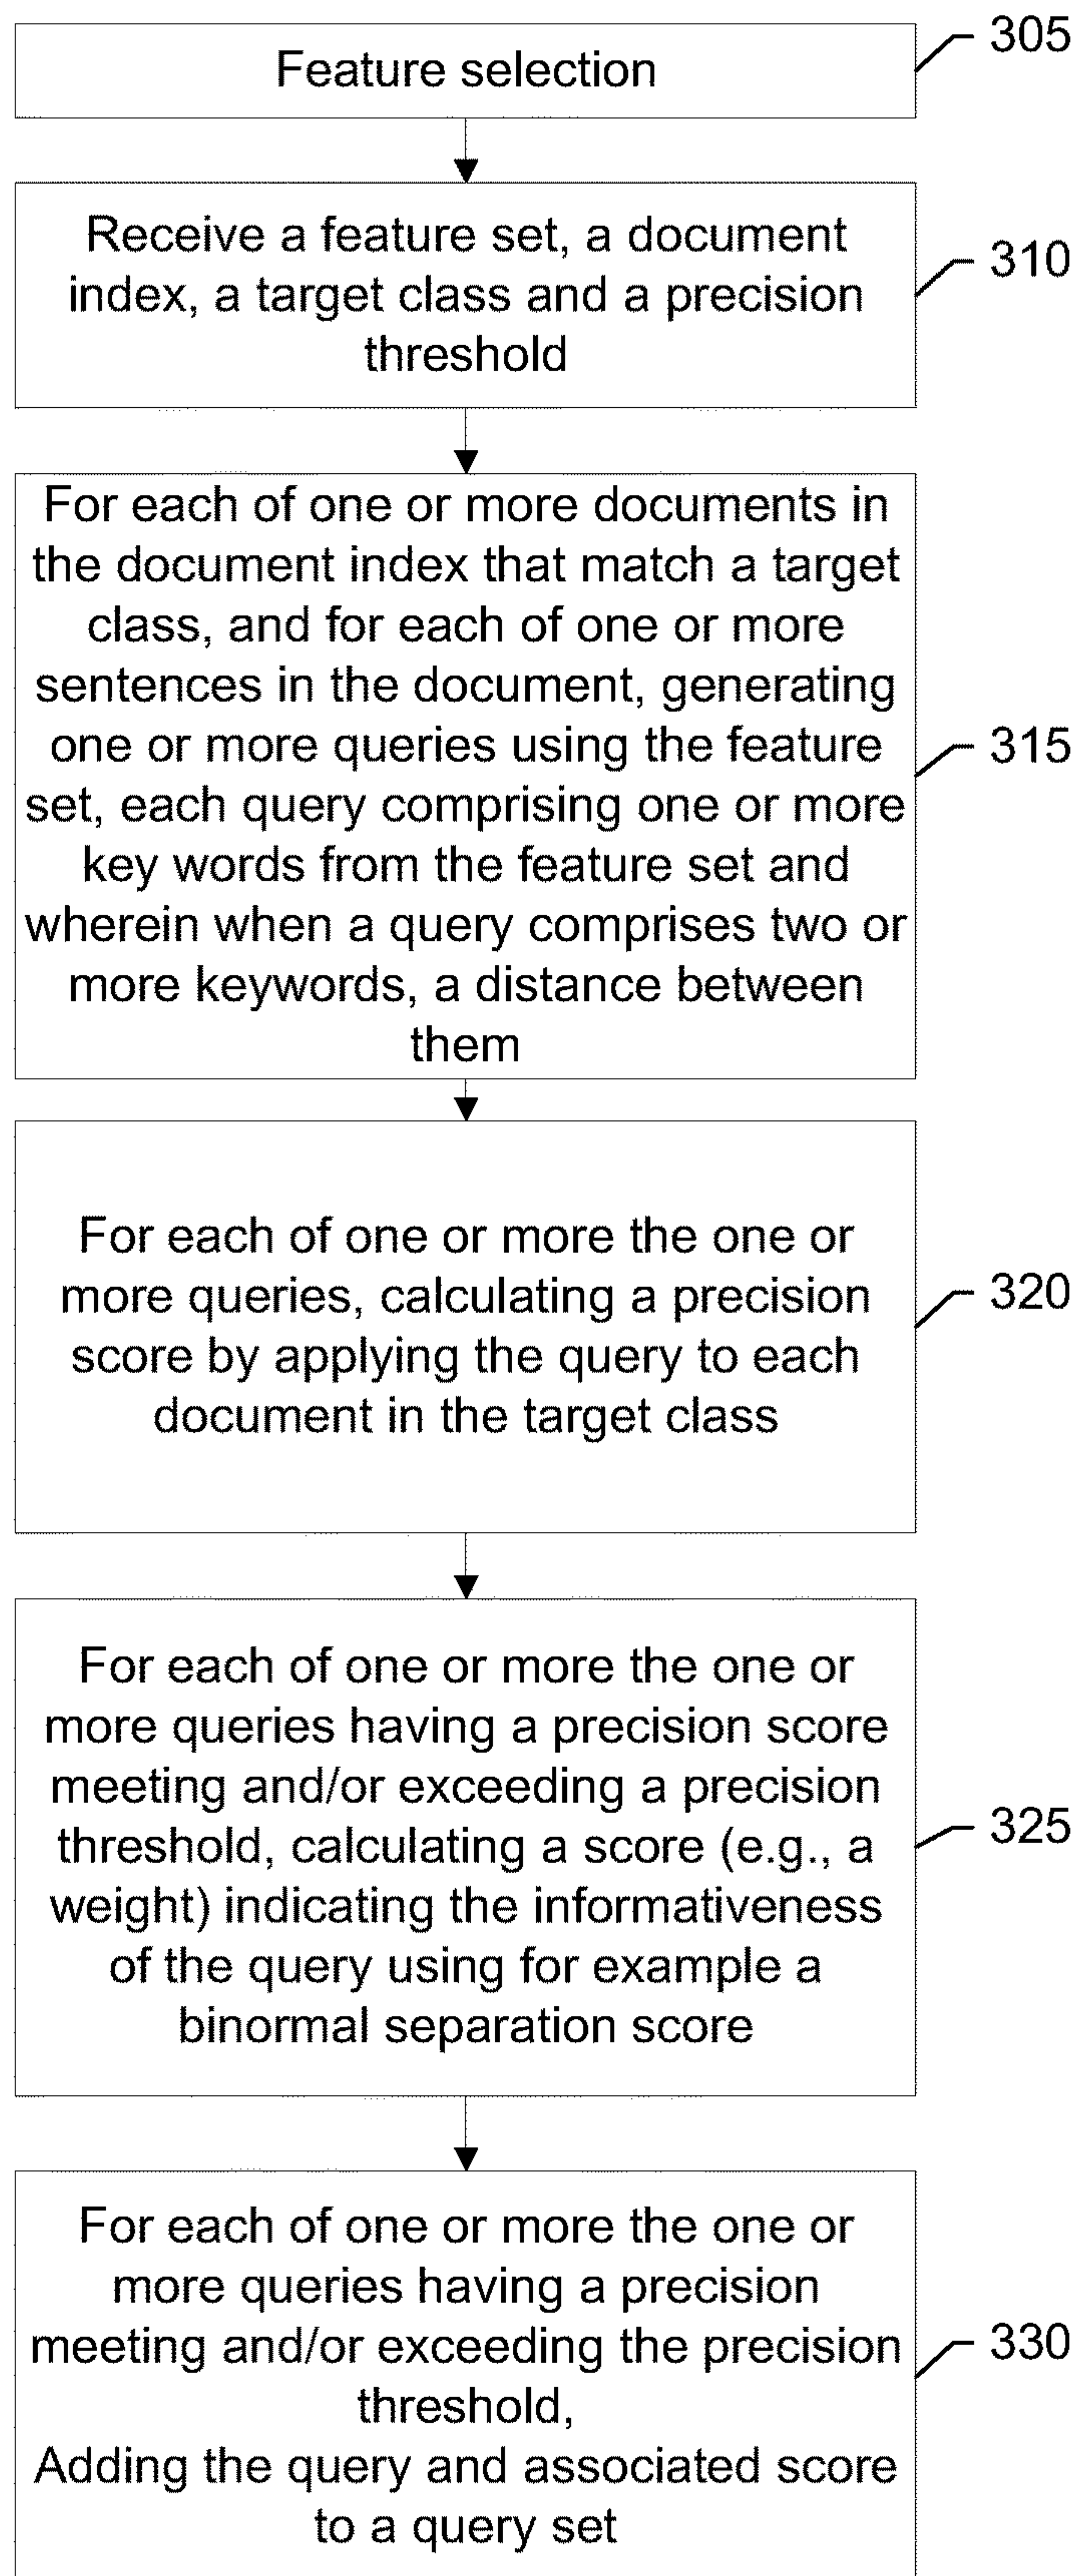 Feature selection
305
Receive a feature set, a document
index, a target class and a precision
threshold
310
For each of one or more documents in
the document index that match a target
class, and for each of one or more
sentences in the document, generating
one or more queries using the feature
set, each query comprising one or more
key words from the feature set and
wherein when a query comprises two or
more keywords, a distance between
them
315
For each of one or more the one or
more queries, calculating a precision
score by applying the query to each
document in the target class
320
For each of one or more the one or
more queries having a precision score
meeting and/or exceeding a precision
threshold, calculating a score (e.g., a
weight) indicating the informativeness
of the query using for example a
binormal separation score
325
For each of one or more the one or
more queries having a precision
meeting and/or exceeding the precision
threshold,
Adding the query and associated score
to a query set
330